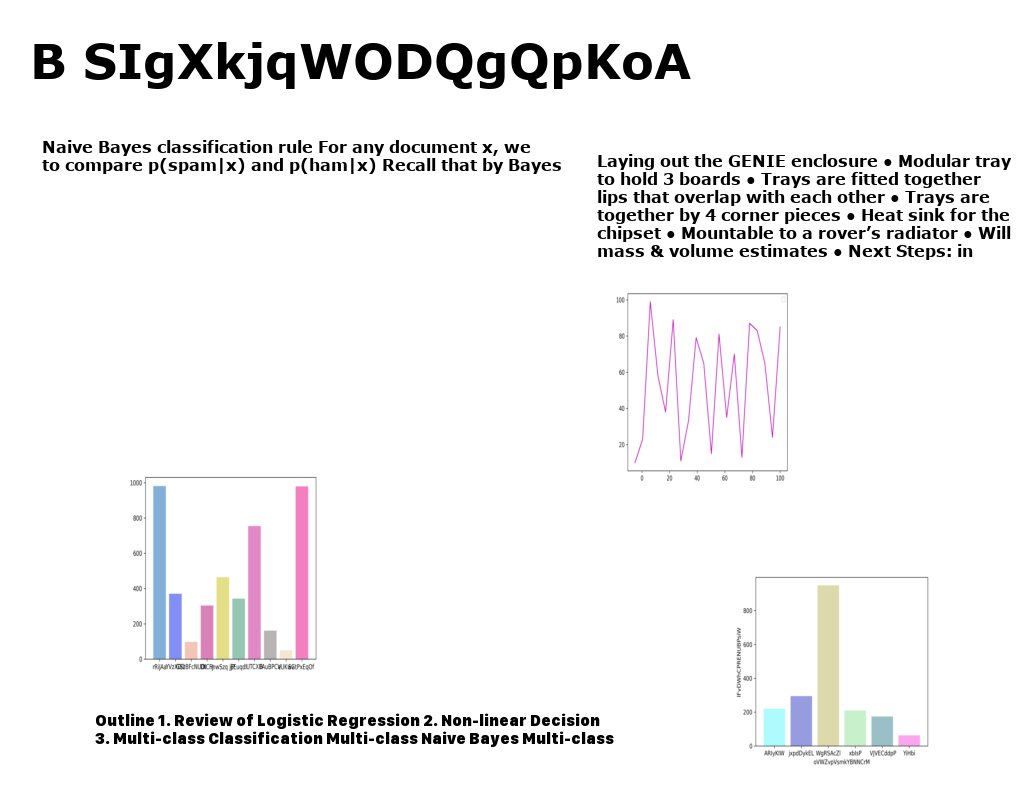 B SIgXkjqWODQgQpKoA
Naive Bayes classification rule For any document x, we
to compare p(spam|x) and p(ham|x) Recall that by Bayes
Laying out the GENIE enclosure ● Modular tray
to hold 3 boards ● Trays are fitted together
lips that overlap with each other ● Trays are
together by 4 corner pieces ● Heat sink for the
chipset ● Mountable to a rover’s radiator ● Will
mass & volume estimates ● Next Steps: in
100
80
60
40
20
0 20 40 60 80 100
1000
800
600
400
200
0
800
600
400
200
0
ARlyKIW jxpdDykEL WgRSAcZl xblsP VJVECddpP YiHbi
oVWZvpVsmkYBNNCrM
Outline 1. Review of Logistic Regression 2. Non-linear Decision
3. Multi-class Classification Multi-class Naive Bayes Multi-class